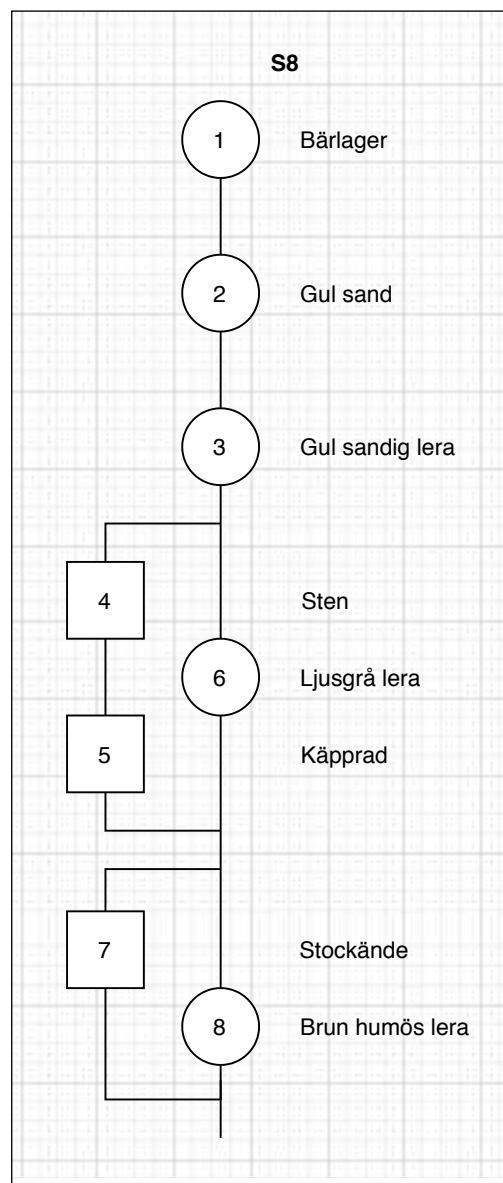 S8
1 Bärlager
2 Gul sand
3 Gul sandig lera
4 Sten
6 Ljusgrå lera
5 Käpprad
7 Stockände
8 Brun humös lera